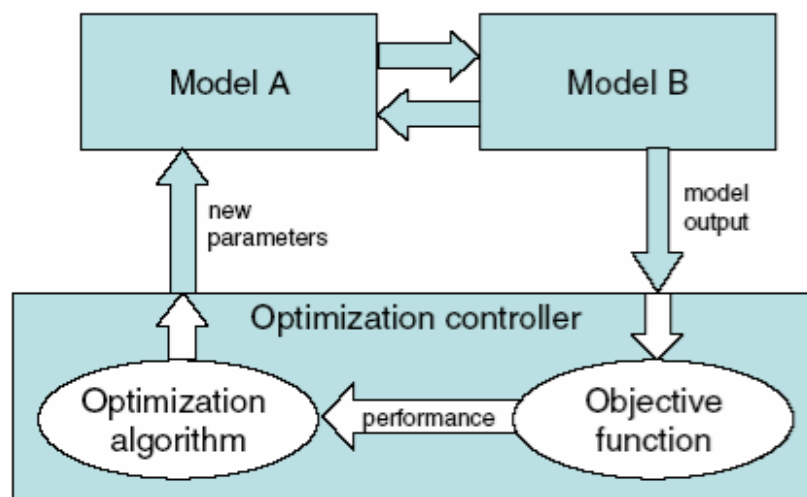 Model A
Model B
new
parameters
model
output
Optimization controller
Optimization
algorithm
performance
Objective
function